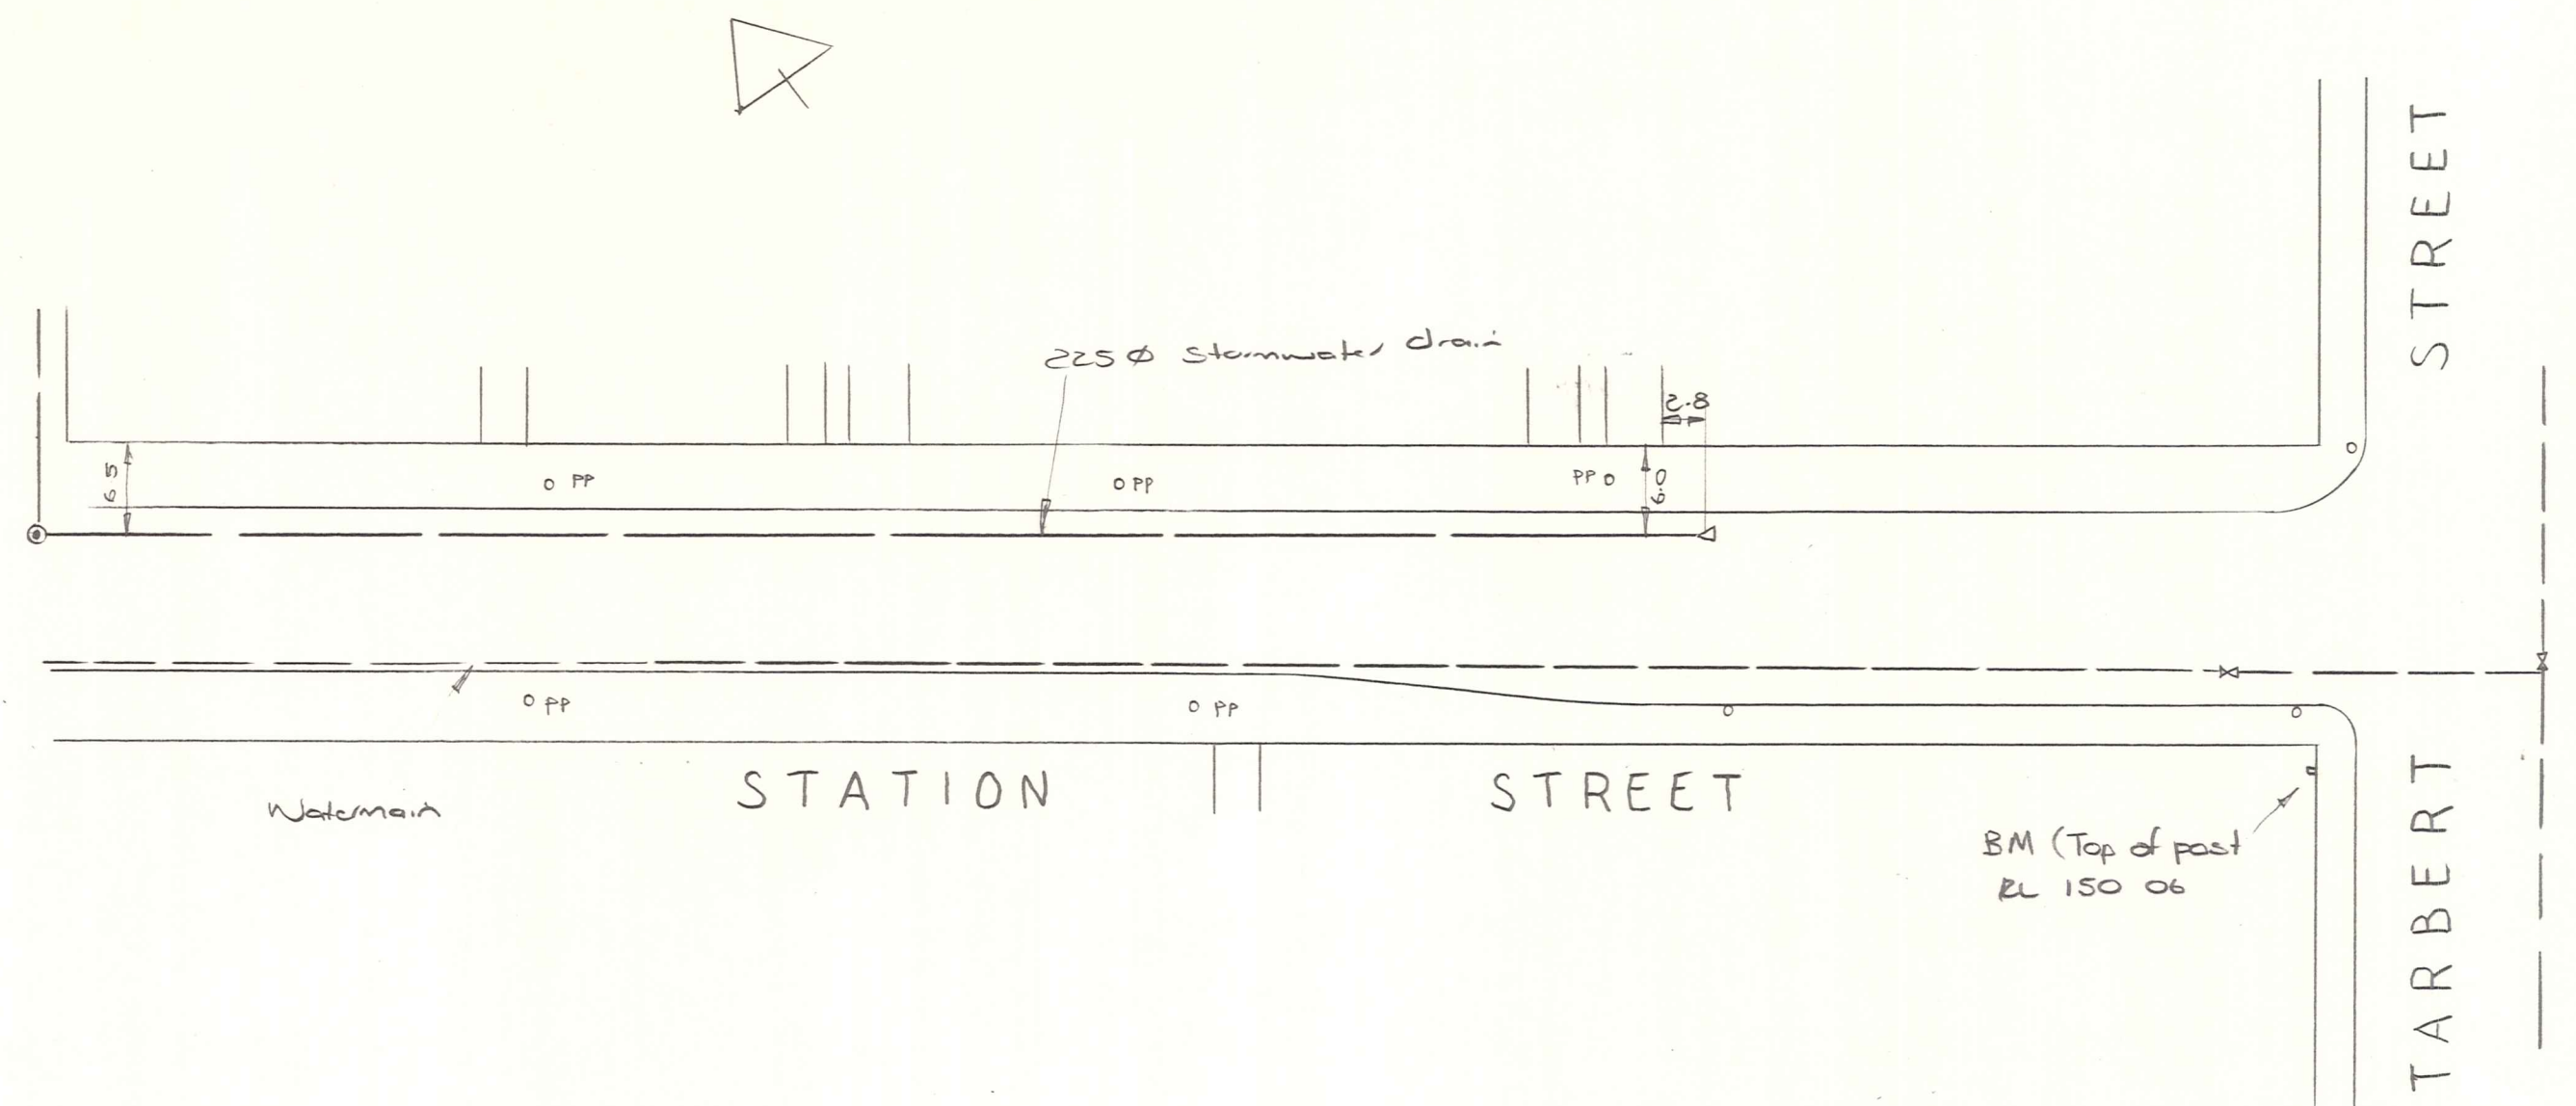 STREET
225 Ø Stormwater drain
2.8
6 5
O PP
O PP
PP O
6.0
O PP
O PP
STATION STREET
Watermain
BM (Top of post
RL 150 06
TARBERT